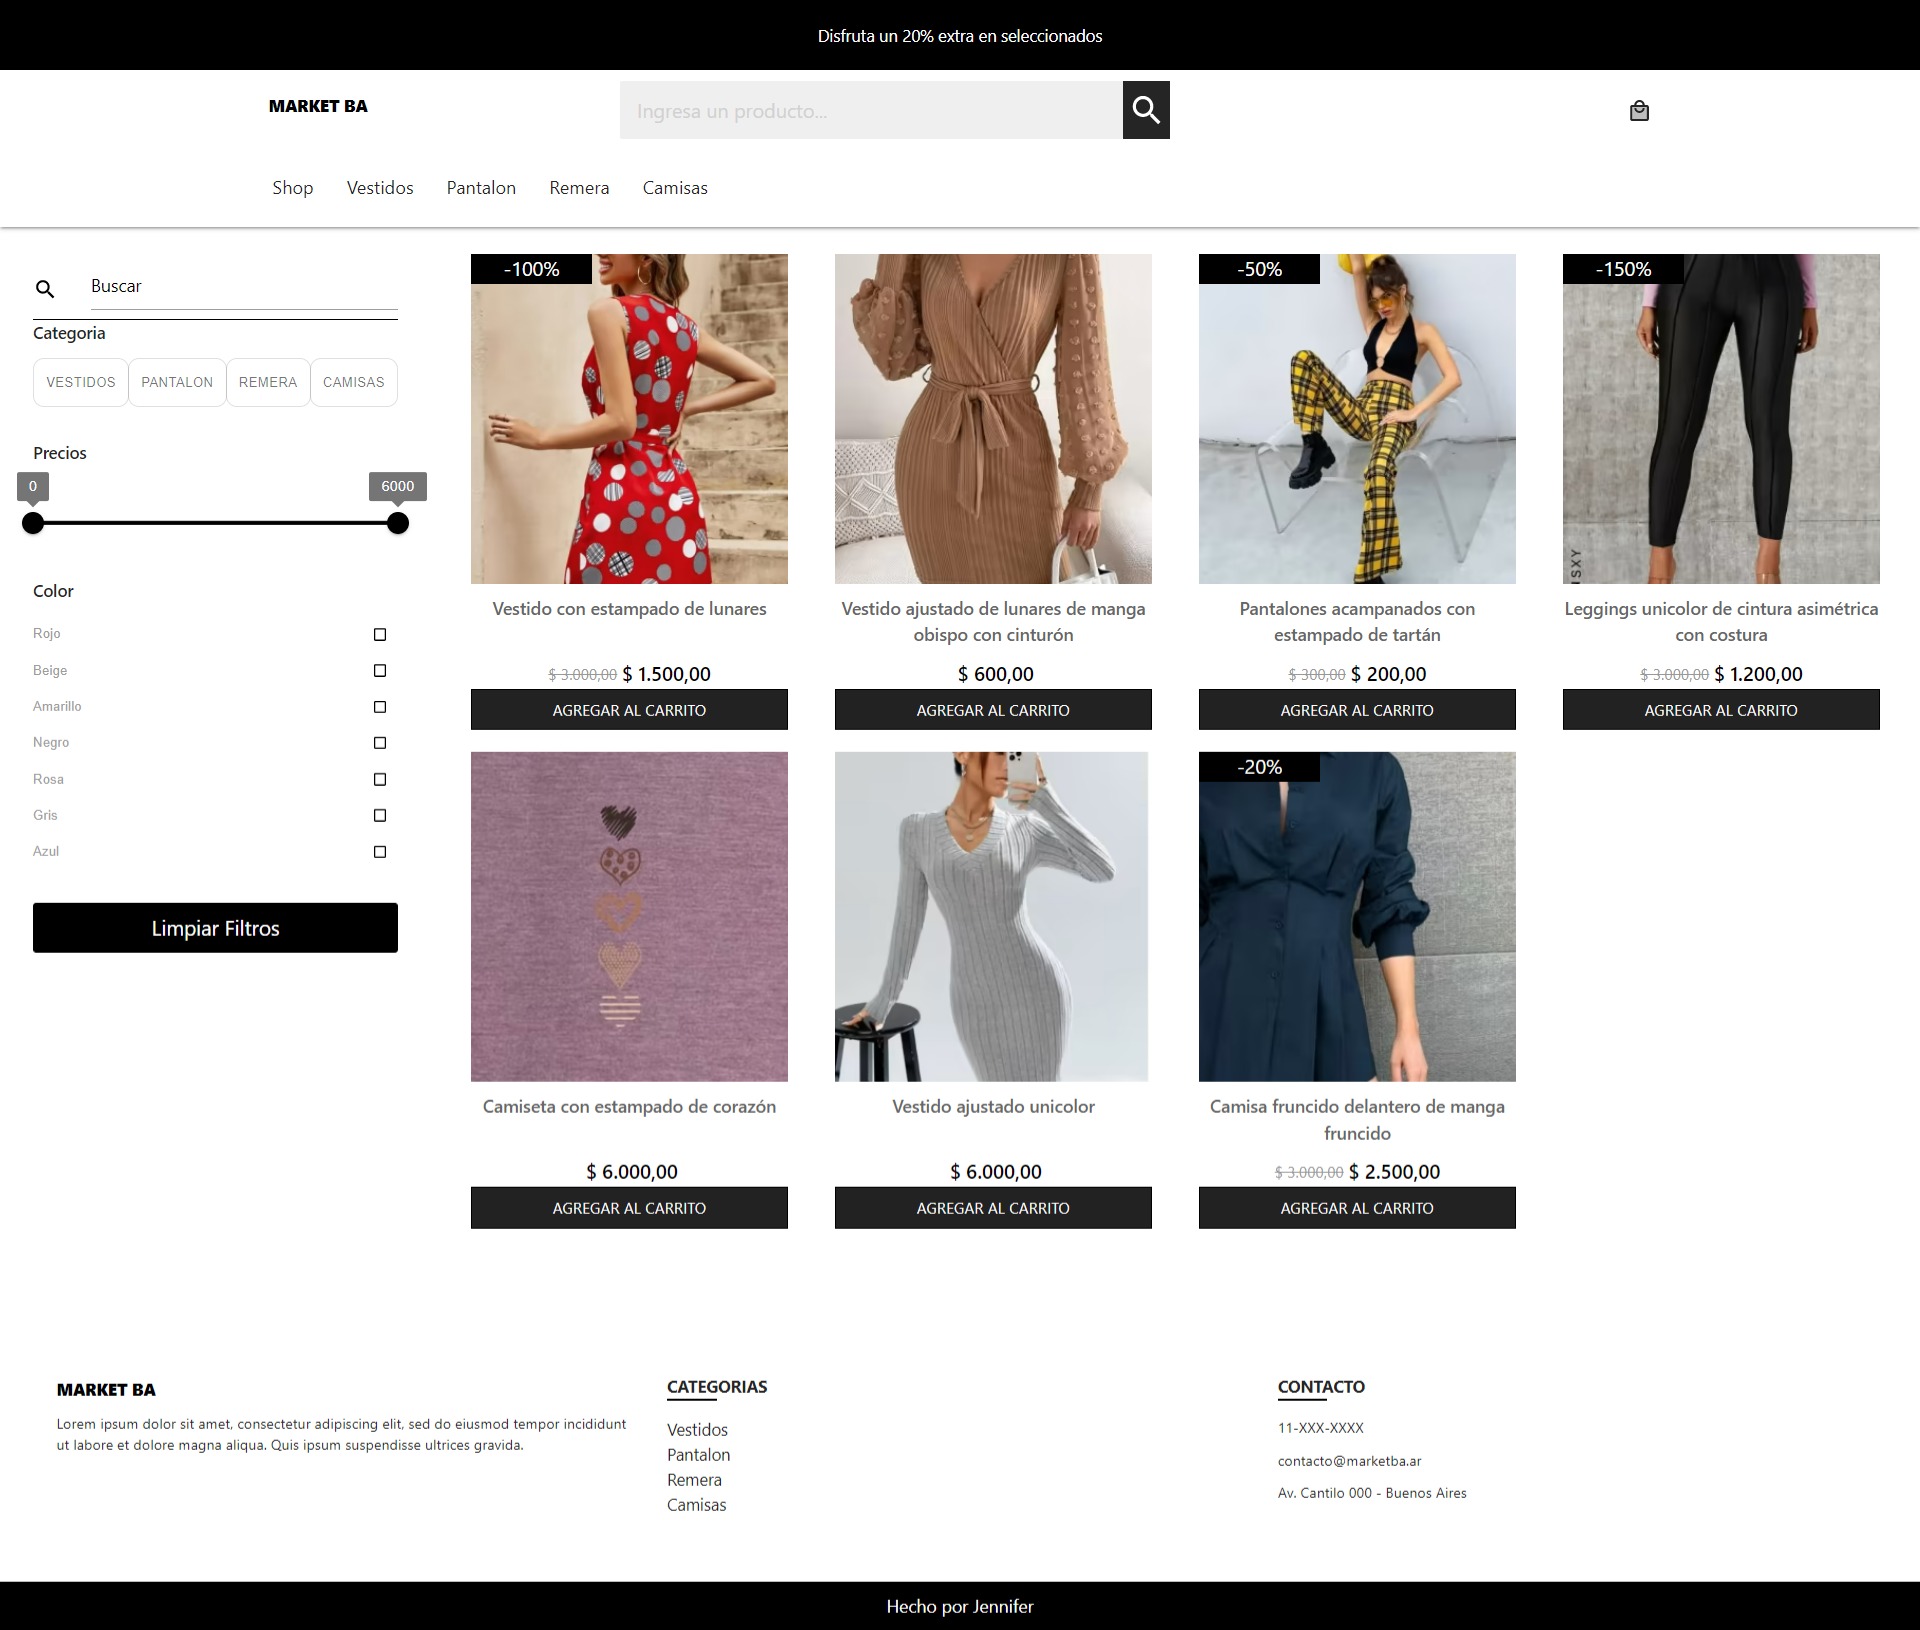 Disfruta un 20% extra en seleccionados
MARKET BA
Ingresa un producto...
Shop Vestidos Pantalon Remera Camisas
Buscar
Categoria
VESTIDOS PANTALON REMERA CAMISAS
Precios
0 6000
Color
Rojo
Beige
Amarillo
Negro
Rosa
Gris
Azul
Limpiar Filtros
-100%
Vestido con estampado de lunares
$ 3.000,00 $ 1.500,00
AGREGAR AL CARRITO
Vestido ajustado de lunares de manga
obispo con cinturón
$ 600,00
AGREGAR AL CARRITO
-50%
Pantalones acampanados con
estampado de tartán
$ 300,00 $ 200,00
AGREGAR AL CARRITO
-150%
Leggings unicolor de cintura asimétrica
con costura
$ 3.000,00 $ 1.200,00
AGREGAR AL CARRITO
Camiseta con estampado de corazón
$ 6.000,00
AGREGAR AL CARRITO
Vestido ajustado unicolor
$ 6.000,00
AGREGAR AL CARRITO
-20%
Camisa fruncido delantero de manga
fruncido
$ 3.000,00 $ 2.500,00
AGREGAR AL CARRITO
MARKET BA
Lorem ipsum dolor sit amet, consectetur adipiscing elit, sed do eiusmod tempor incididunt
ut labore et dolore magna aliqua. Quis ipsum suspendisse ultrices gravida.
CATEGORIAS
Vestidos
Pantalon
Remera
Camisas
CONTACTO
11-XXX-XXXX
contacto@marketba.ar
Av. Cantilo 000 - Buenos Aires
Hecho por Jennifer